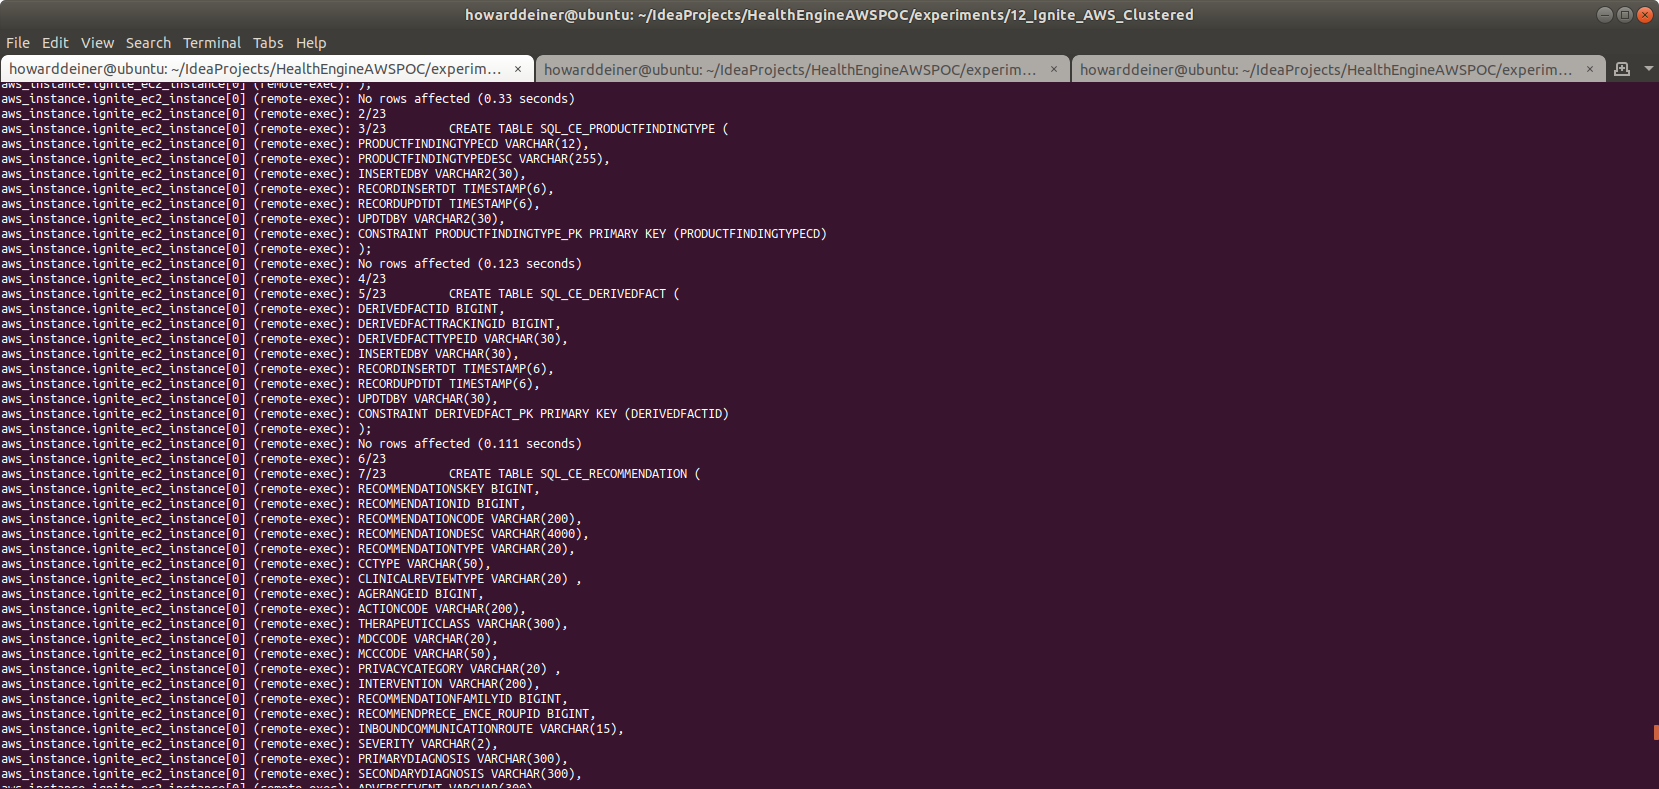 howarddeiner@ubuntu: ~/IdeaProjects/HealthEngineAWSPOC/experiments/12_Ignite_AWS_Clustered
File Edit View Search Terminal Tabs Help
howarddeiner@ubuntu: ~/IdeaProjects/HealthEngineAWSPOC/experim... × howarddeiner@ubuntu: ~/IdeaProjects/HealthEngineAWSPOC/experim... × howarddeiner@ubuntu: ~/IdeaProjects/HealthEngineAWSPOC/experim... ×
aws_instance.ignite_ec2_instance[0] (remote-exec): );
aws_instance.ignite_ec2_instance[0] (remote-exec): No rows affected (0.33 seconds)
aws_instance.ignite_ec2_instance[0] (remote-exec): 2/23
aws_instance.ignite_ec2_instance[0] (remote-exec): 3/23         CREATE TABLE SQL_CE_PRODUCTFINDINGTYPE (
aws_instance.ignite_ec2_instance[0] (remote-exec): PRODUCTFINDINGTYPECD VARCHAR(12),
aws_instance.ignite_ec2_instance[0] (remote-exec): PRODUCTFINDINGTYPEDESC VARCHAR(255),
aws_instance.ignite_ec2_instance[0] (remote-exec): INSERTEDBY VARCHAR2(30),
aws_instance.ignite_ec2_instance[0] (remote-exec): RECORDINSERTDT TIMESTAMP(6),
aws_instance.ignite_ec2_instance[0] (remote-exec): RECORDUPDTDT TIMESTAMP(6),
aws_instance.ignite_ec2_instance[0] (remote-exec): UPDTDBY VARCHAR2(30),
aws_instance.ignite_ec2_instance[0] (remote-exec): CONSTRAINT PRODUCTFINDINGTYPE_PK PRIMARY KEY (PRODUCTFINDINGTYPECD)
aws_instance.ignite_ec2_instance[0] (remote-exec): );
aws_instance.ignite_ec2_instance[0] (remote-exec): No rows affected (0.123 seconds)
aws_instance.ignite_ec2_instance[0] (remote-exec): 4/23
aws_instance.ignite_ec2_instance[0] (remote-exec): 5/23         CREATE TABLE SQL_CE_DERIVEDFACT (
aws_instance.ignite_ec2_instance[0] (remote-exec): DERIVEDFACTID BIGINT,
aws_instance.ignite_ec2_instance[0] (remote-exec): DERIVEDFACTTRACKINGID BIGINT,
aws_instance.ignite_ec2_instance[0] (remote-exec): DERIVEDFACTTYPEID VARCHAR(30),
aws_instance.ignite_ec2_instance[0] (remote-exec): INSERTEDBY VARCHAR(30),
aws_instance.ignite_ec2_instance[0] (remote-exec): RECORDINSERTDT TIMESTAMP(6),
aws_instance.ignite_ec2_instance[0] (remote-exec): RECORDUPDTDT TIMESTAMP(6),
aws_instance.ignite_ec2_instance[0] (remote-exec): UPDTDBY VARCHAR(30),
aws_instance.ignite_ec2_instance[0] (remote-exec): CONSTRAINT DERIVEDFACT_PK PRIMARY KEY (DERIVEDFACTID)
aws_instance.ignite_ec2_instance[0] (remote-exec): );
aws_instance.ignite_ec2_instance[0] (remote-exec): No rows affected (0.111 seconds)
aws_instance.ignite_ec2_instance[0] (remote-exec): 6/23
aws_instance.ignite_ec2_instance[0] (remote-exec): 7/23         CREATE TABLE SQL_CE_RECOMMENDATION (
aws_instance.ignite_ec2_instance[0] (remote-exec): RECOMMENDATIONSKEY BIGINT,
aws_instance.ignite_ec2_instance[0] (remote-exec): RECOMMENDATIONID BIGINT,
aws_instance.ignite_ec2_instance[0] (remote-exec): RECOMMENDATIONCODE VARCHAR(200),
aws_instance.ignite_ec2_instance[0] (remote-exec): RECOMMENDATIONDESC VARCHAR(4000),
aws_instance.ignite_ec2_instance[0] (remote-exec): RECOMMENDATIONTYPE VARCHAR(20),
aws_instance.ignite_ec2_instance[0] (remote-exec): CCTYPE VARCHAR(50),
aws_instance.ignite_ec2_instance[0] (remote-exec): CLINICALREVIEWTYPE VARCHAR(20) ,
aws_instance.ignite_ec2_instance[0] (remote-exec): AGERANGEID BIGINT,
aws_instance.ignite_ec2_instance[0] (remote-exec): ACTIONCODE VARCHAR(200),
aws_instance.ignite_ec2_instance[0] (remote-exec): THERAPEUTICCLASS VARCHAR(300),
aws_instance.ignite_ec2_instance[0] (remote-exec): MDCCODE VARCHAR(20),
aws_instance.ignite_ec2_instance[0] (remote-exec): MCCCODE VARCHAR(50),
aws_instance.ignite_ec2_instance[0] (remote-exec): PRIVACYCATEGORY VARCHAR(20) ,
aws_instance.ignite_ec2_instance[0] (remote-exec): INTERVENTION VARCHAR(200),
aws_instance.ignite_ec2_instance[0] (remote-exec): RECOMMENDATIONFAMILYID BIGINT,
aws_instance.ignite_ec2_instance[0] (remote-exec): RECOMMENDPRECE_ENCE_ROUPID BIGINT,
aws_instance.ignite_ec2_instance[0] (remote-exec): INBOUNDCOMMUNICATIONROUTE VARCHAR(15),
aws_instance.ignite_ec2_instance[0] (remote-exec): SEVERITY VARCHAR(2),
aws_instance.ignite_ec2_instance[0] (remote-exec): PRIMARYDIAGNOSIS VARCHAR(300),
aws_instance.ignite_ec2_instance[0] (remote-exec): SECONDARYDIAGNOSIS VARCHAR(300),
aws_instance.ignite_ec2_instance[0] (remote-exec): ADVERSEEVENT VARCHAR(300),